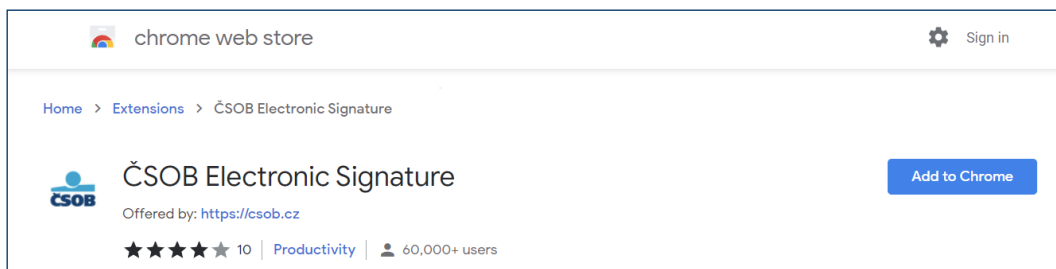 chrome web store
Sign in
Home > Extensions > ČSOB Electronic Signature
ČSOB
ČSOB Electronic Signature
Add to Chrome
Offered by: https://csob.cz
10 | Productivity | 60,000+ users